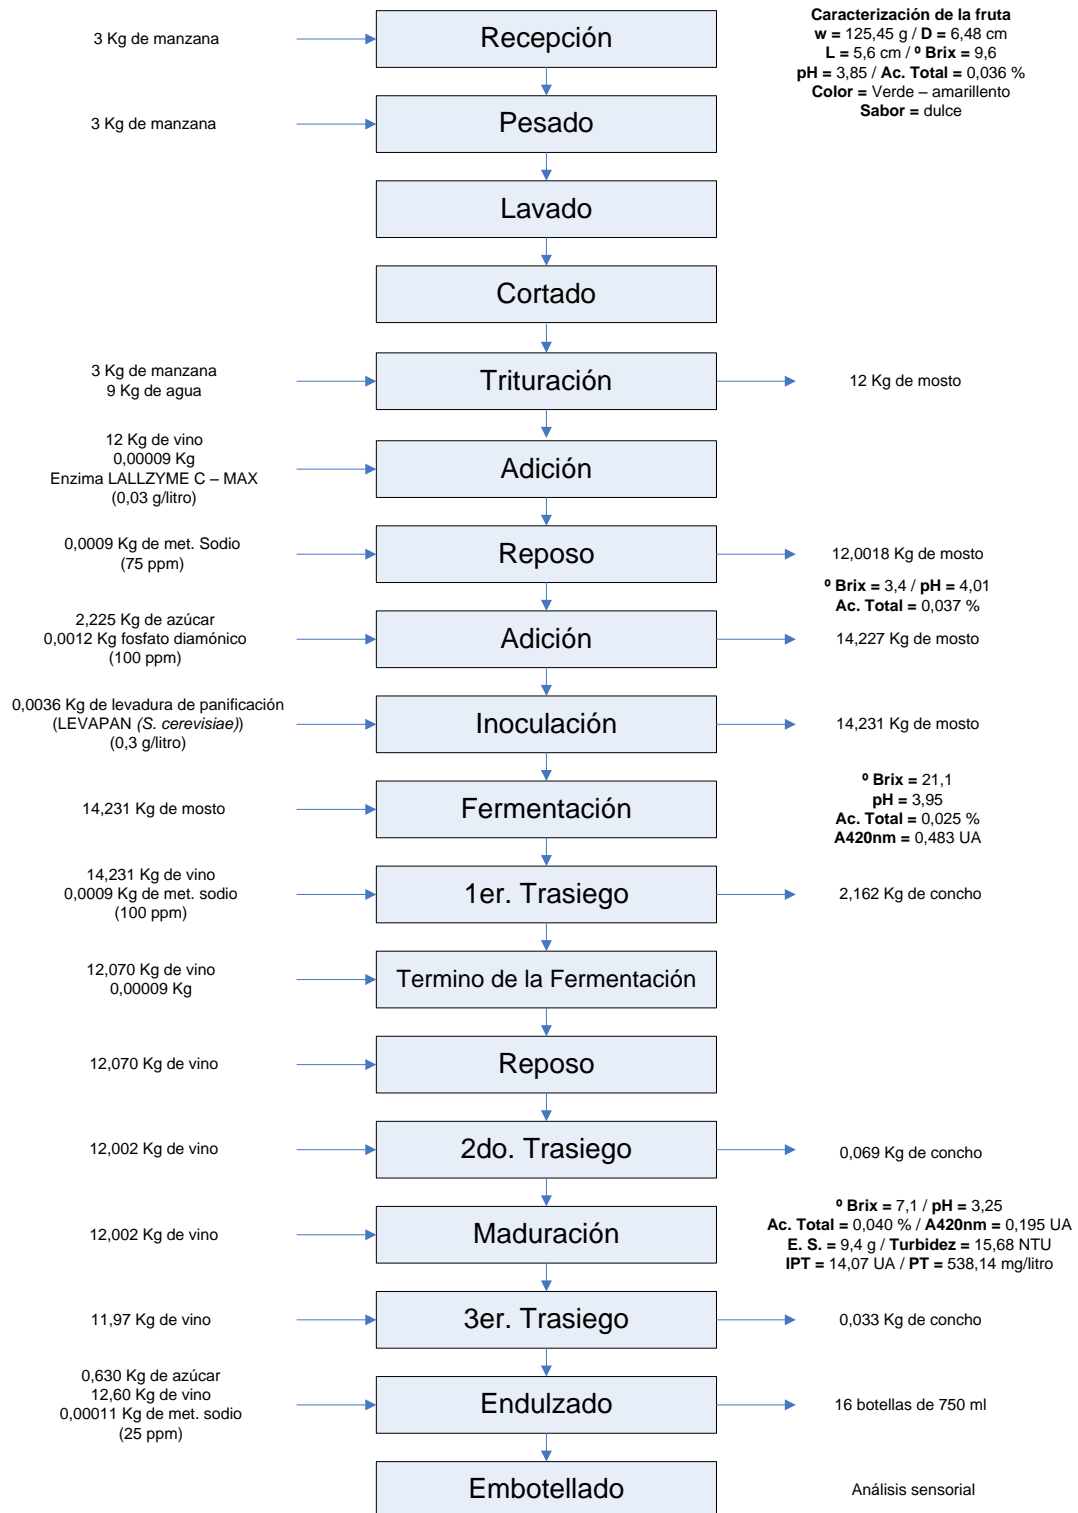 3 Kg de manzana
Recepción
Caracterización de la fruta
w = 125,45 g / D = 6,48 cm
L = 5,6 cm / º Brix = 9,6
pH = 3,85 / Ac. Total = 0,036 %
Color = Verde – amarillento
Sabor = dulce
3 Kg de manzana
Pesado
Lavado
Cortado
3 Kg de manzana
9 Kg de agua
Trituración
12 Kg de mosto
12 Kg de vino
0,00009 Kg
Enzima LALLZYME C – MAX
(0,03 g/litro)
Adición
0,0009 Kg de met. Sodio
(75 ppm)
Reposo
12,0018 Kg de mosto
º Brix = 3,4 / pH = 4,01
Ac. Total = 0,037 %
2,225 Kg de azúcar
0,0012 Kg fosfato diamónico
(100 ppm)
Adición
14,227 Kg de mosto
0,0036 Kg de levadura de panificación
(LEVAPAN (S. cerevisiae))
(0,3 g/litro)
Inoculación
14,231 Kg de mosto
14,231 Kg de mosto
Fermentación
º Brix = 21,1
pH = 3,95
Ac. Total = 0,025 %
A420nm = 0,483 UA
14,231 Kg de vino
0,0009 Kg de met. sodio
(100 ppm)
1er. Trasiego
2,162 Kg de concho
12,070 Kg de vino
0,00009 Kg
Termino de la Fermentación
12,070 Kg de vino
Reposo
12,002 Kg de vino
2do. Trasiego
0,069 Kg de concho
12,002 Kg de vino
Maduración
º Brix = 7,1 / pH = 3,25
Ac. Total = 0,040 % / A420nm = 0,195 UA
E. S. = 9,4 g / Turbidez = 15,68 NTU
IPT = 14,07 UA / PT = 538,14 mg/litro
11,97 Kg de vino
3er. Trasiego
0,033 Kg de concho
0,630 Kg de azúcar
12,60 Kg de vino
0,00011 Kg de met. sodio
(25 ppm)
Endulzado
16 botellas de 750 ml
Embotellado
Análisis sensorial